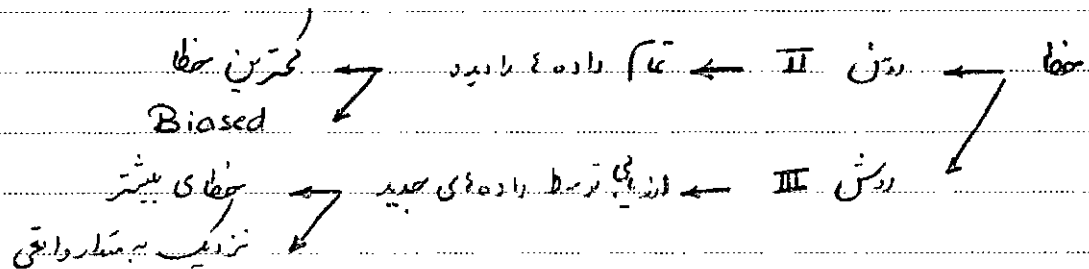 خطا ← روش II ← تمام داده ها را دید ← کمترین خطا
Biased
روش III ← ارزیابی توسط داده های جدید ← خطای بیشتر
نزدیک به مقدار واقعی